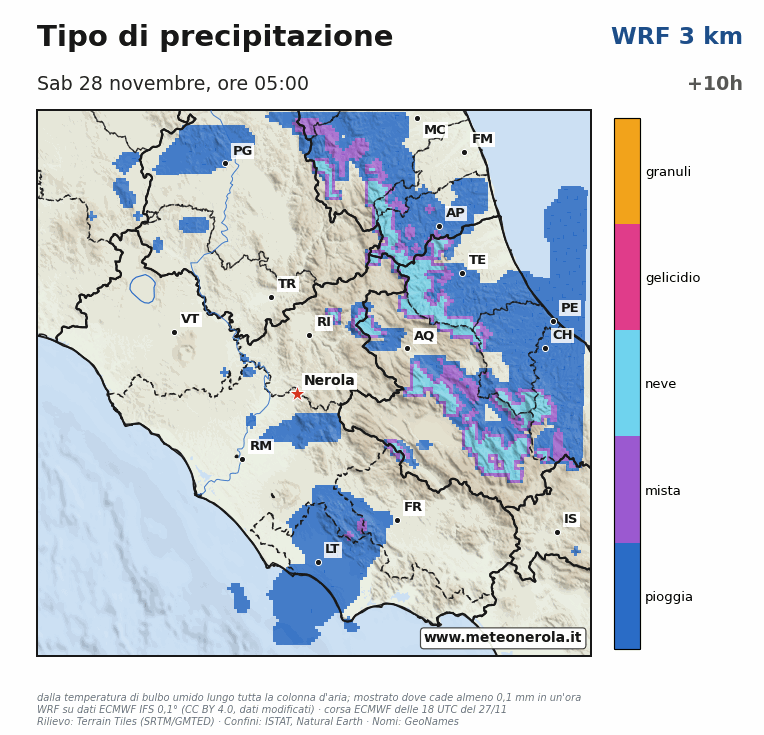 Tipo di precipitazione
WRF 3 km
Sab 28 novembre, ore 05:00
+10h
MC
FM
PG
AP
TE
TR
PE
VT
RI
AQ
CH
Nerola
RM
FR
IS
LT
www.meteonerola.it
granuli
gelicidio
neve
mista
pioggia
dalla temperatura di bulbo umido lungo tutta la colonna d'aria; mostrato dove cade almeno 0,1 mm in un'ora
WRF su dati ECMWF IFS 0,1° (CC BY 4.0, dati modificati) · corsa ECMWF delle 18 UTC del 27/11
Rilievo: Terrain Tiles (SRTM/GMTED) · Confini: ISTAT, Natural Earth · Nomi: GeoNames